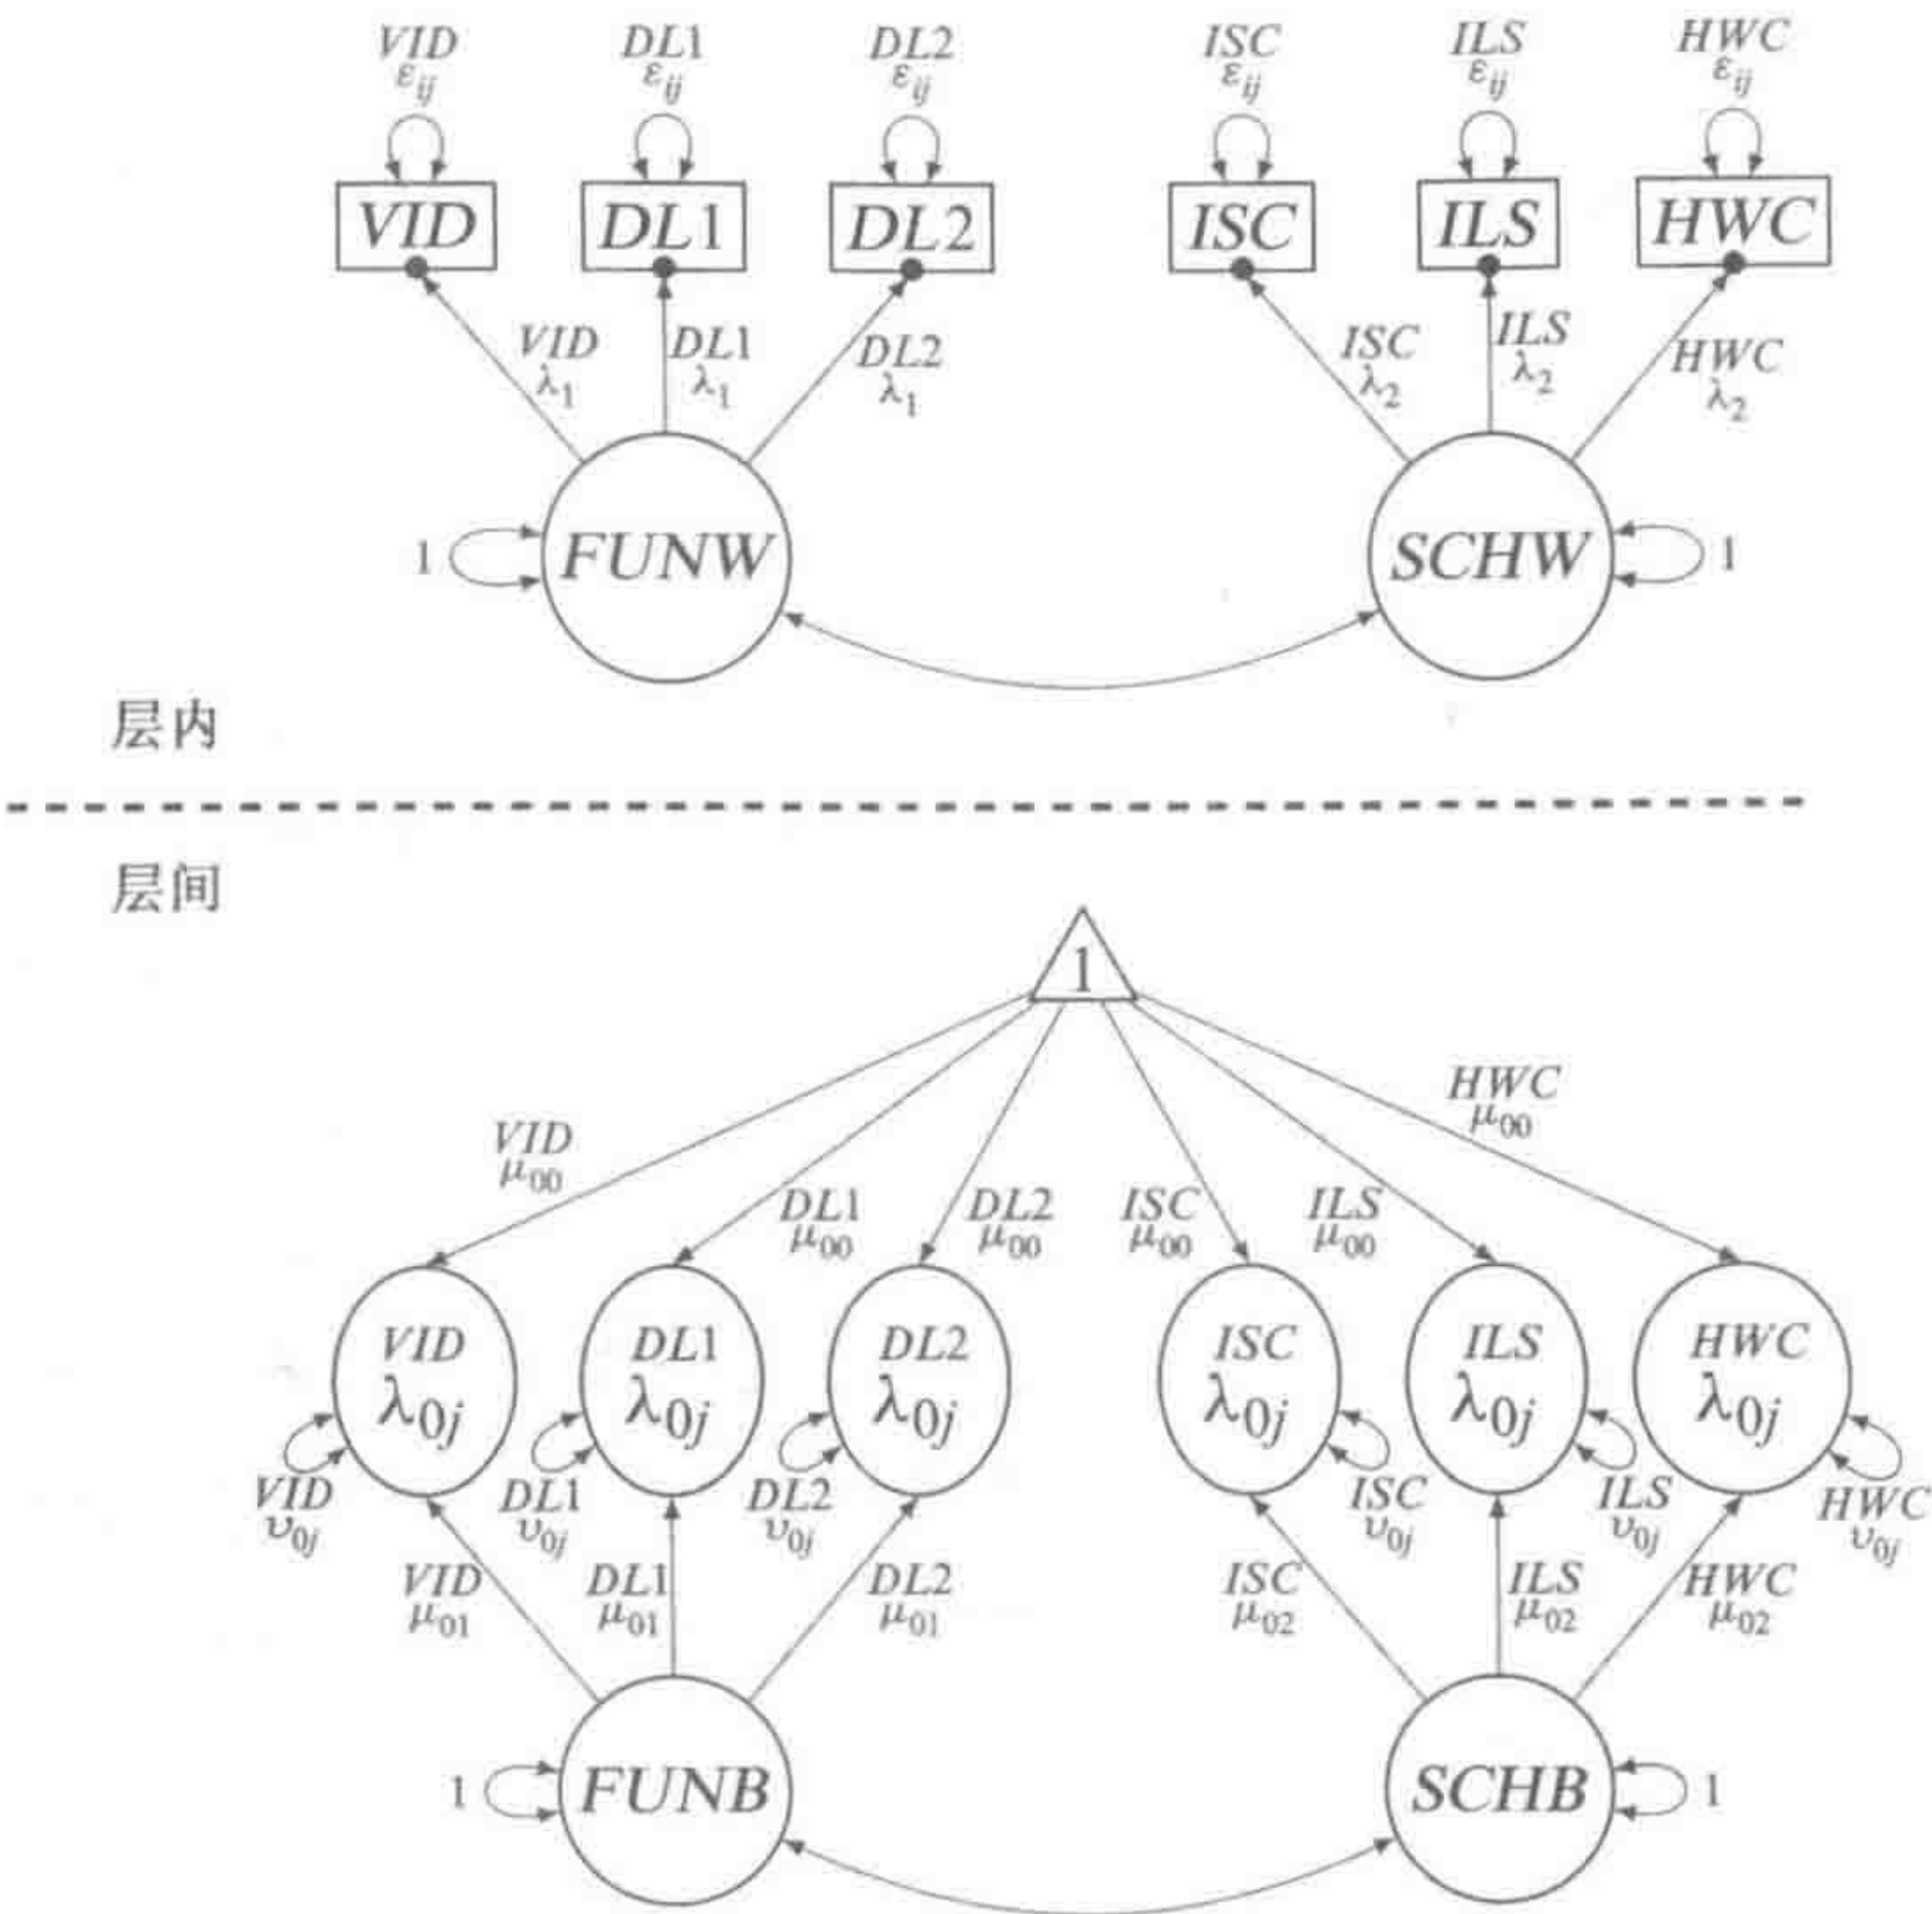 VID DL1 DL2 ISC ILS HWC
εij εij εij εij εij εij
VID DL1 DL2 ISC ILS HWC
VID DL1 DL2 ISC ILS HWC
λ1 λ1 λ1 λ2 λ2 λ2
1 FUNW SCHW 1
层内
层间
1
HWC
μ00
VID
μ00
DL1 DL2 ISC ILS
μ00 μ00 μ00 μ00
VID DL1 DL2 ISC ILS HWC
λ0j λ0j λ0j λ0j λ0j λ0j
VID DL1 DL2 ISC ILS HWC
υ0j υ0j υ0j υ0j υ0j υ0j
VID DL1 DL2 ISC ILS HWC
μ01 μ01 μ01 μ02 μ02 μ02
1 FUNB SCHB 1